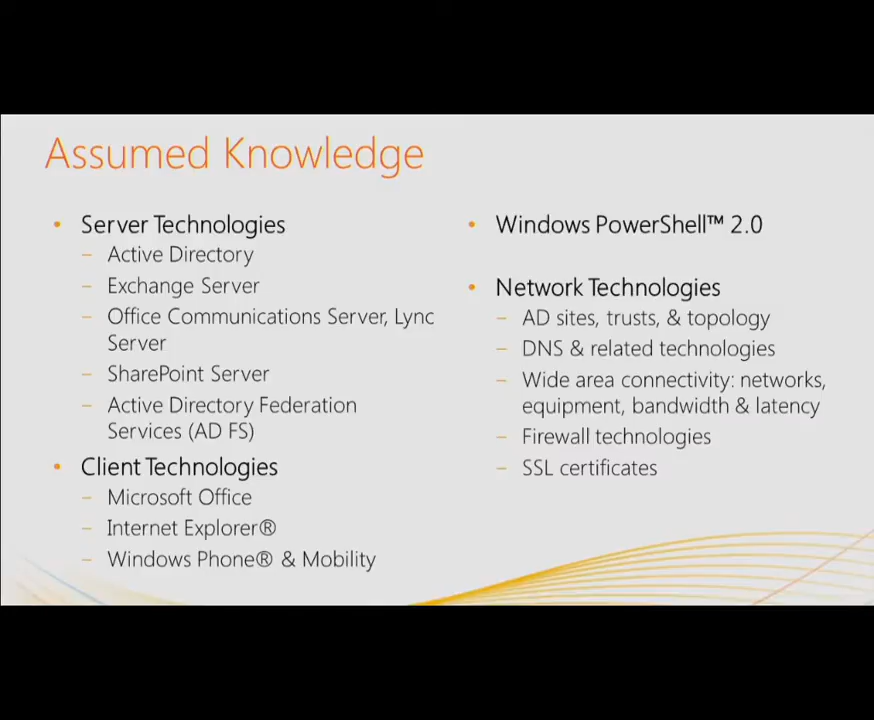 Assumed Knowledge
• Server Technologies
– Active Directory
– Exchange Server
– Office Communications Server, Lync
Server
– SharePoint Server
– Active Directory Federation
Services (AD FS)
• Client Technologies
– Microsoft Office
– Internet Explorer®
– Windows Phone® & Mobility
• Windows PowerShell™ 2.0
• Network Technologies
– AD sites, trusts, & topology
– DNS & related technologies
– Wide area connectivity: networks,
equipment, bandwidth & latency
– Firewall technologies
– SSL certificates